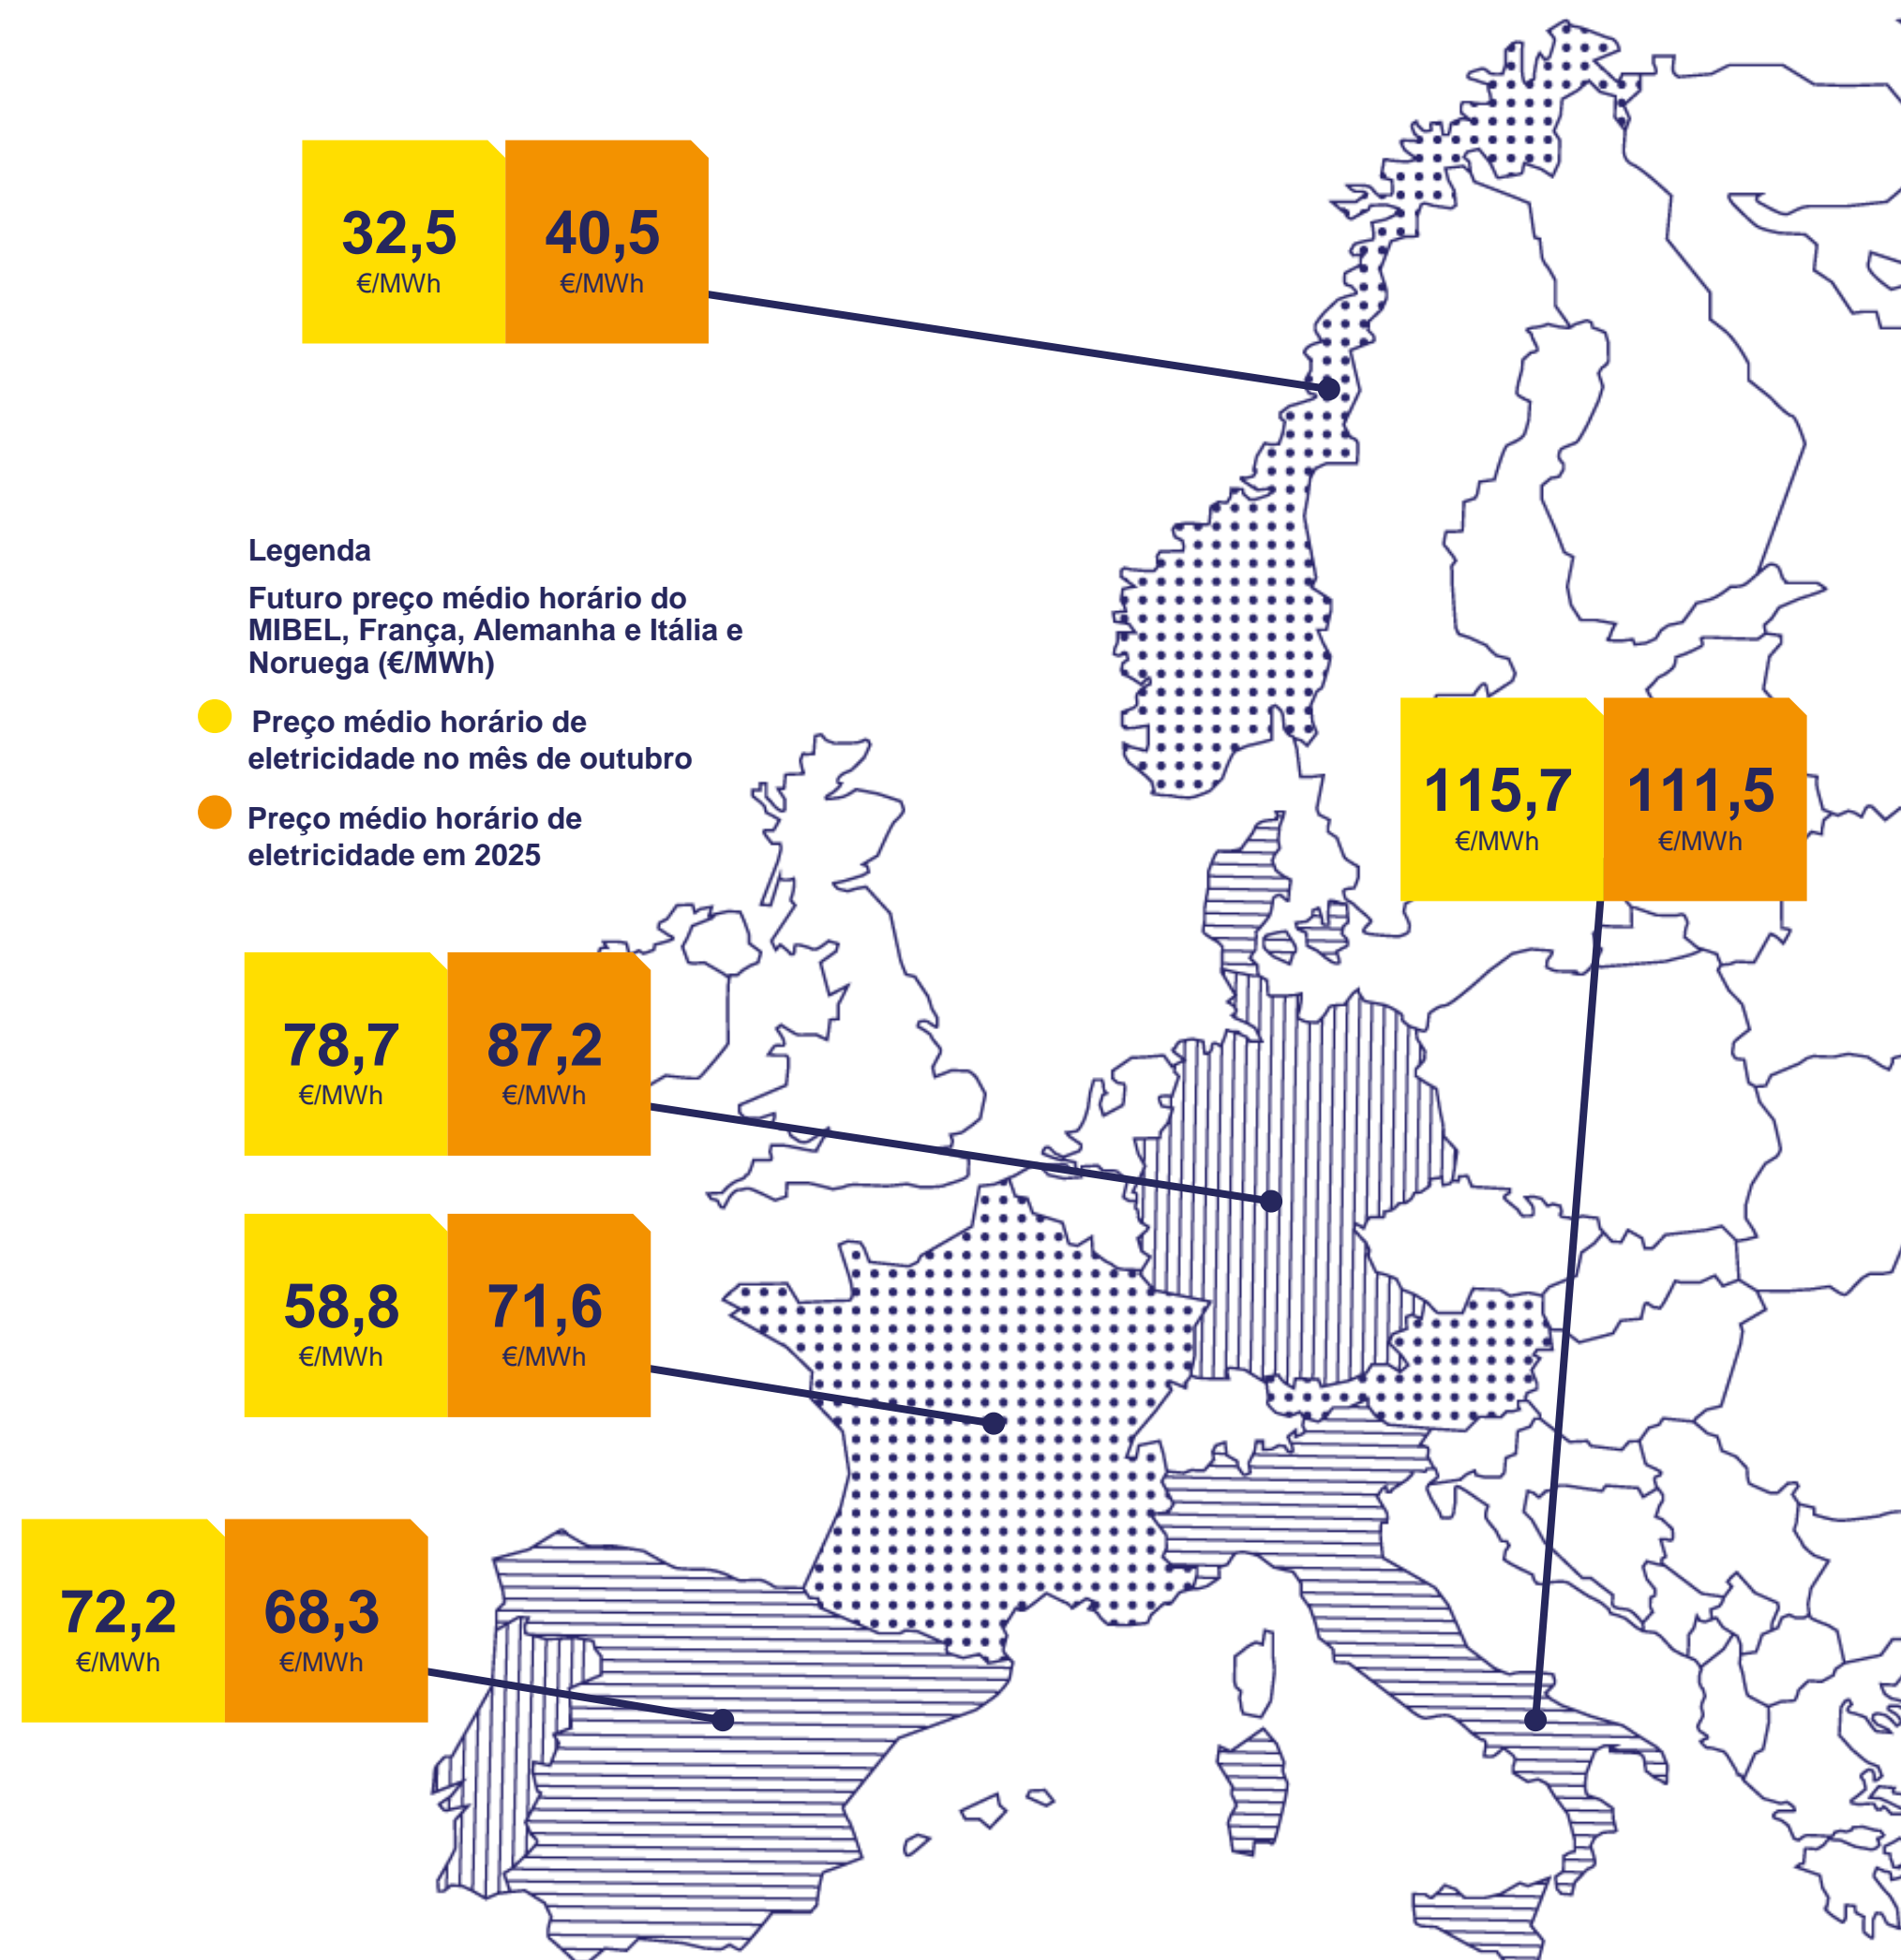 32,5 40,5
€/MWh €/MWh
Legenda
Futuro preço médio horário do
MIBEL, França, Alemanha e Itália e
Noruega (€/MWh)
Preço médio horário de
eletricidade no mês de outubro
Preço médio horário de
eletricidade em 2025
115,7 111,5
€/MWh €/MWh
78,7 87,2
€/MWh €/MWh
58,8 71,6
€/MWh €/MWh
72,2 68,3
€/MWh €/MWh